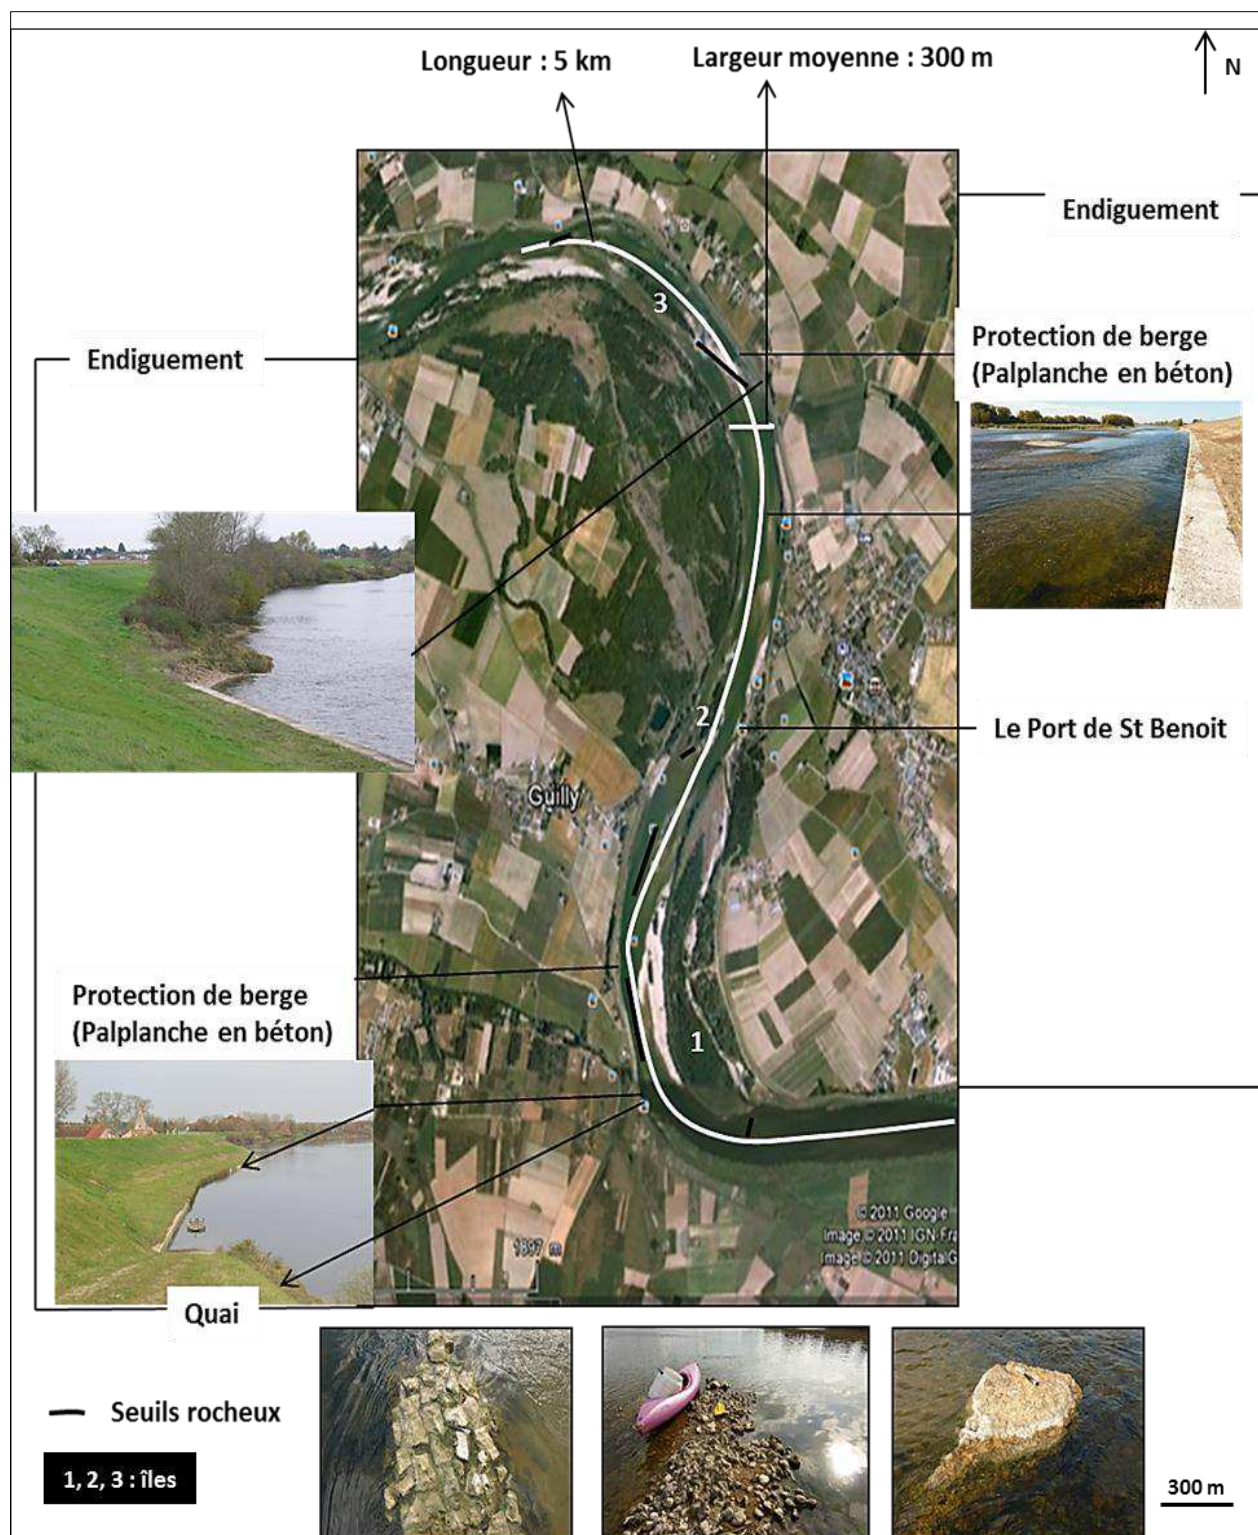 Longueur : 5 km
Largeur moyenne : 300 m
N
Endiguement
3
Endiguement
Protection de berge
(Palplanche en béton)
2
Le Port de St Benoit
Guilly
Protection de berge
(Palplanche en béton)
1
© 2011 Google
Image © 2011 IGN Fra
Image © 2011 DigitalG
1897 m
Quai
Seuils rocheux
1, 2, 3 : îles
300 m